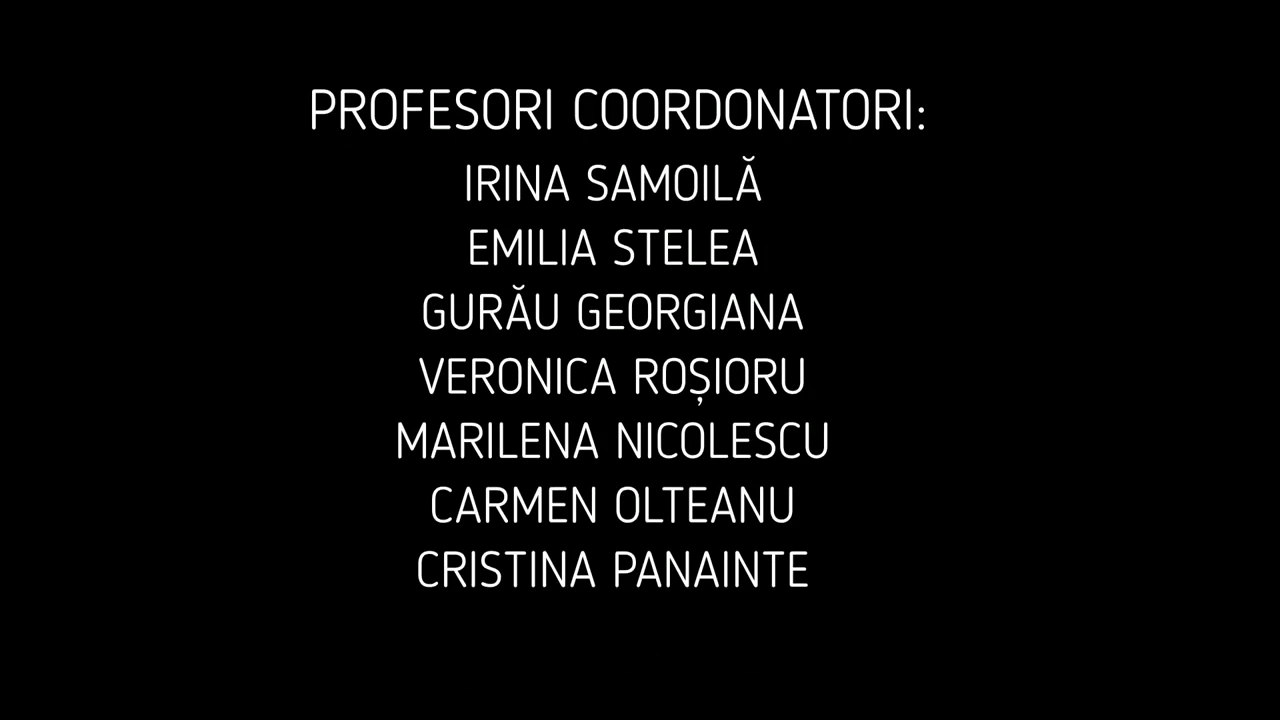 PROFESORI COORDONATORI:
IRINA SAMOILĂ
EMILIA STELEA
GURĂU GEORGIANA
VERONICA ROȘIORU
MARILENA NICOLESCU
CARMEN OLTEANU
CRISTINA PANAINTE